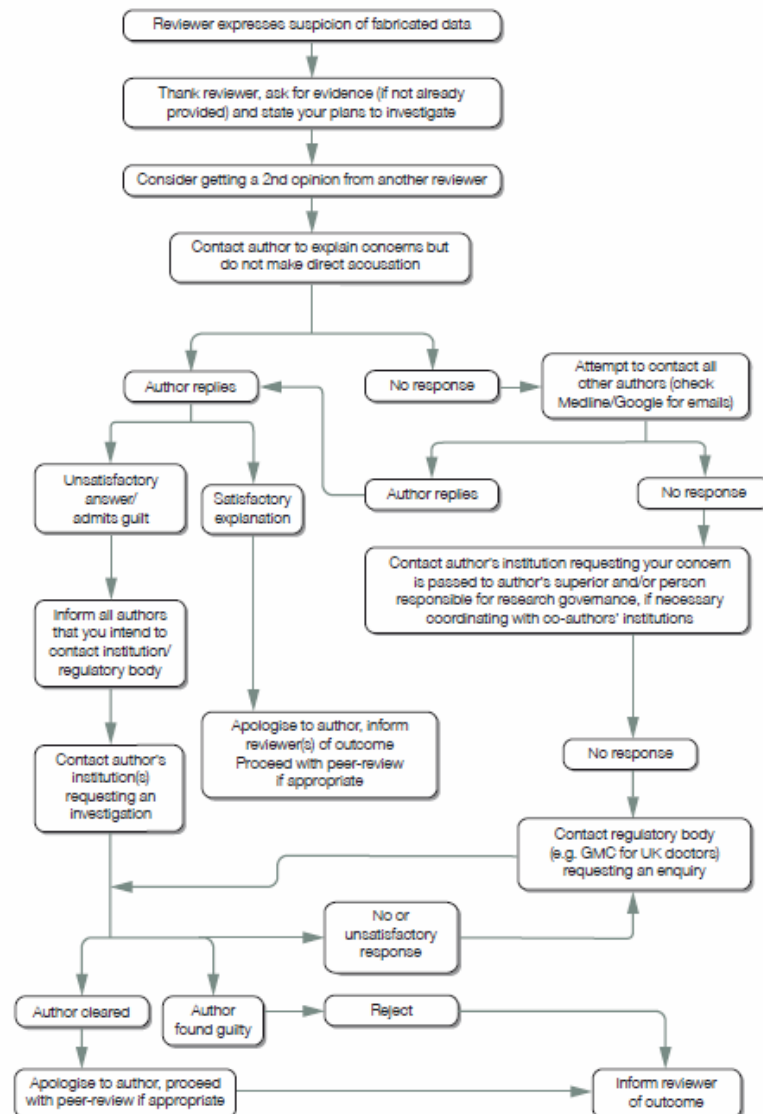 Reviewer expresses suspicion of fabricated data
Thank reviewer, ask for evidence (if not already
provided) and state your plans to investigate
Consider getting a 2nd opinion from another reviewer
Contact author to explain concerns but
do not make direct accusation
Author replies
No response
Attempt to contact all
other authors (check
Medline/Google for emails)
Unsatisfactory
answer/
admits guilt
Satisfactory
explanation
Author replies
No response
Contact author's institution requesting your concern
is passed to author's superior and/or person
responsible for research governance, if necessary
coordinating with co-authors' institutions
Inform all authors
that you intend to
contact institution/
regulatory body
Apologise to author, inform
reviewer(s) of outcome
Proceed with peer-review
if appropriate
No response
Contact author's
institution(s)
requesting an
investigation
Contact regulatory body
(e.g. GMC for UK doctors)
requesting an enquiry
No or
unsatisfactory
response
Author cleared
Author
found guilty
Reject
Apologise to author, proceed
with peer-review if appropriate
Inform reviewer
of outcome